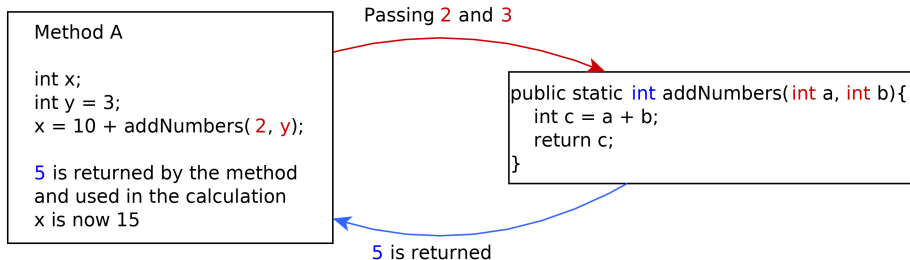 Passing 2 and 3
Method A
int x;
int y = 3;
x = 10 + addNumbers( 2, y);
5 is returned by the method
and used in the calculation
x is now 15
public static int addNumbers( int a, int b){
int c = a + b;
return c;
}
5 is returned